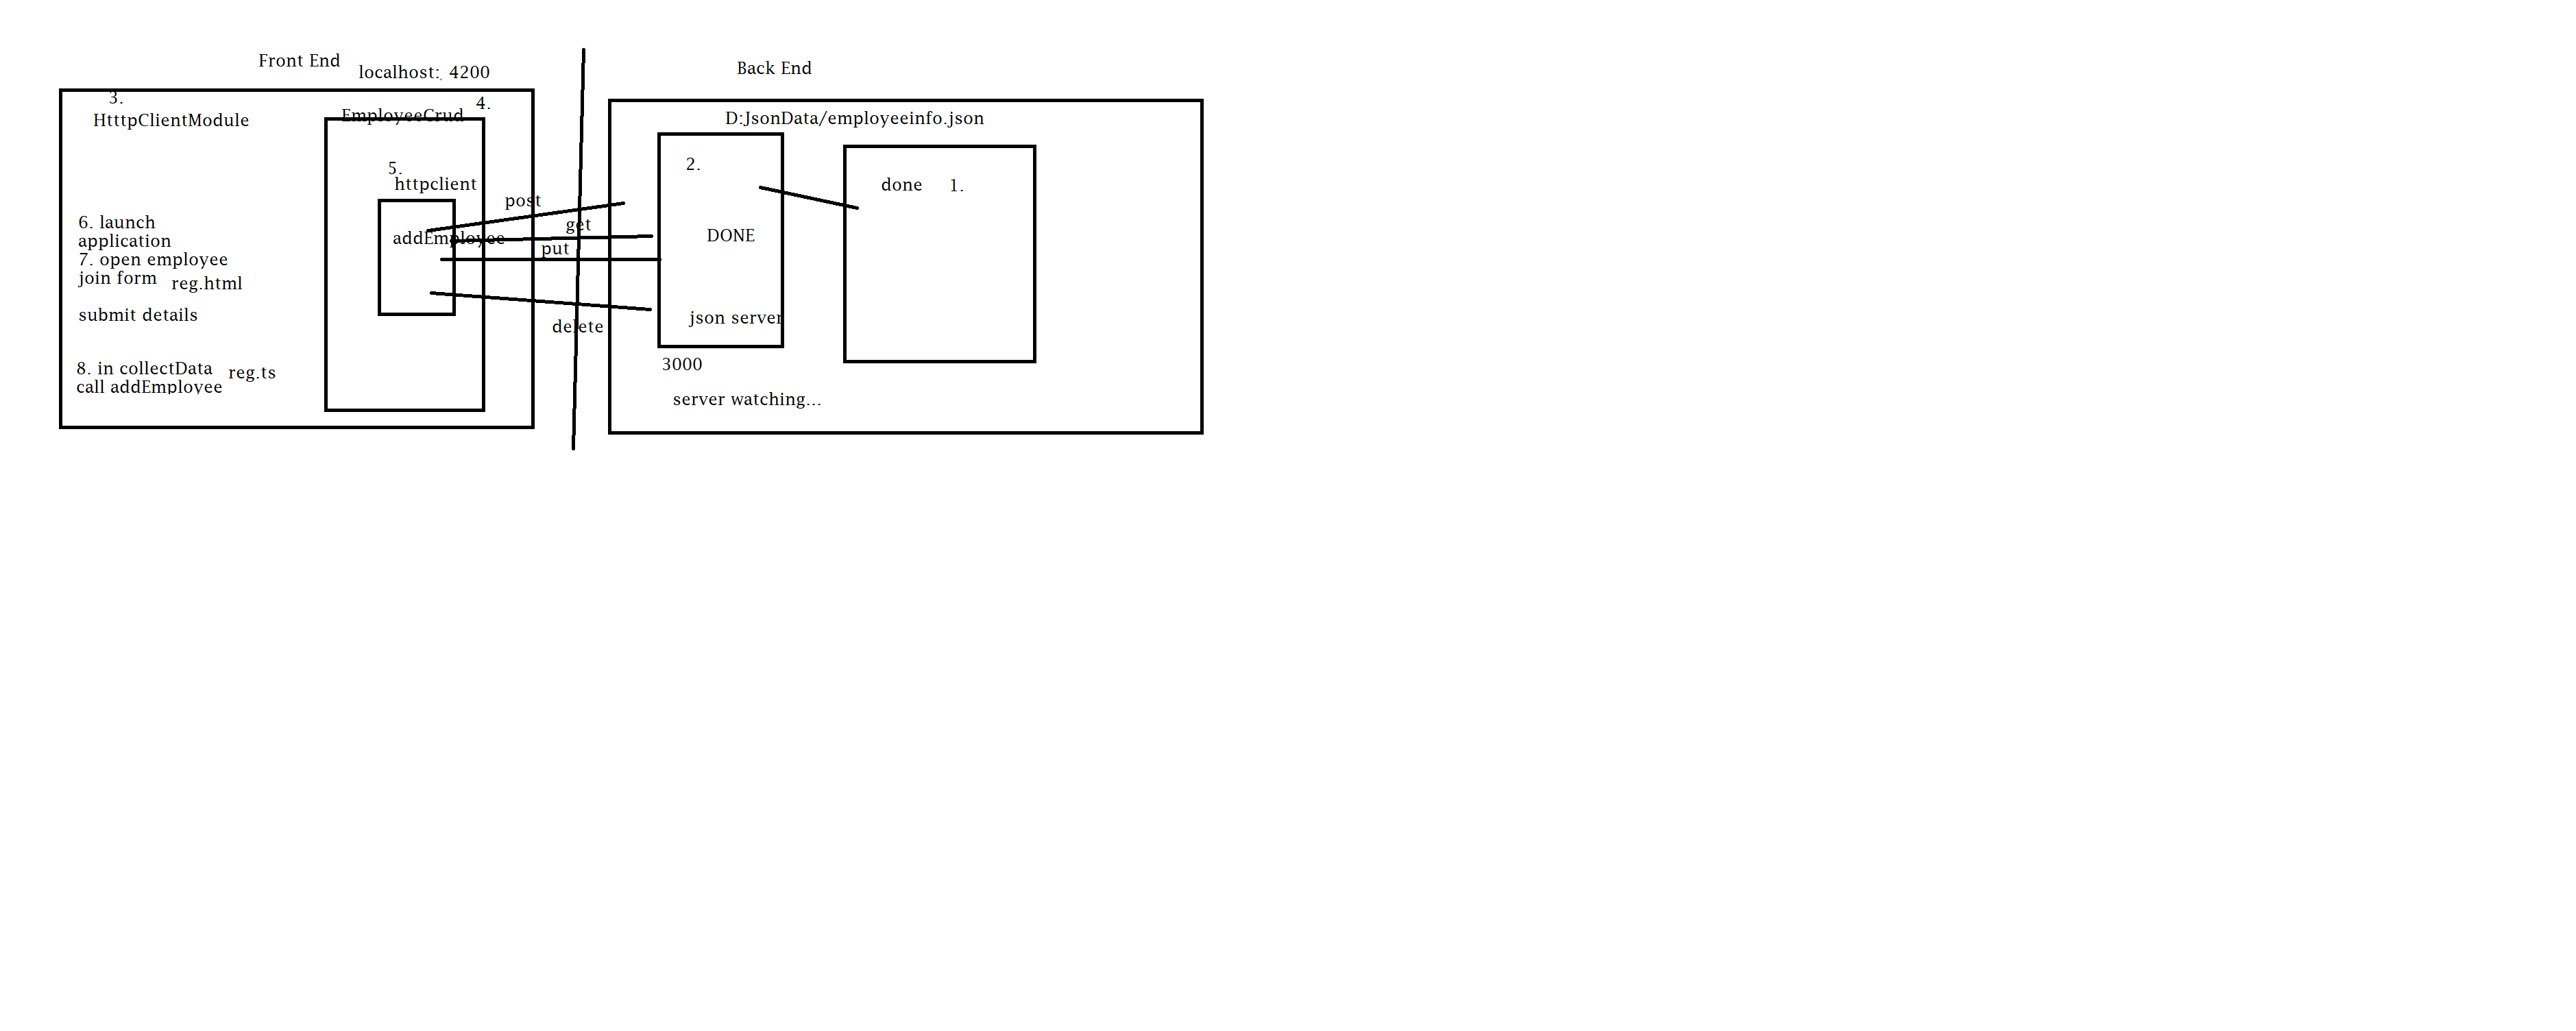 Front End
localhost: 4200
3.
HtttpClientModule
EmployeeCrud
4.
5.
httpclient
addEmployee
6. launch
application
7. open employee
join form
reg.html
submit details
8. in collectData
call addEmployee
reg.ts
post
get
put
delete
Back End
D:JsonData/employeeinfo.json
2.
DONE
json server
3000
server watching...
done 1.